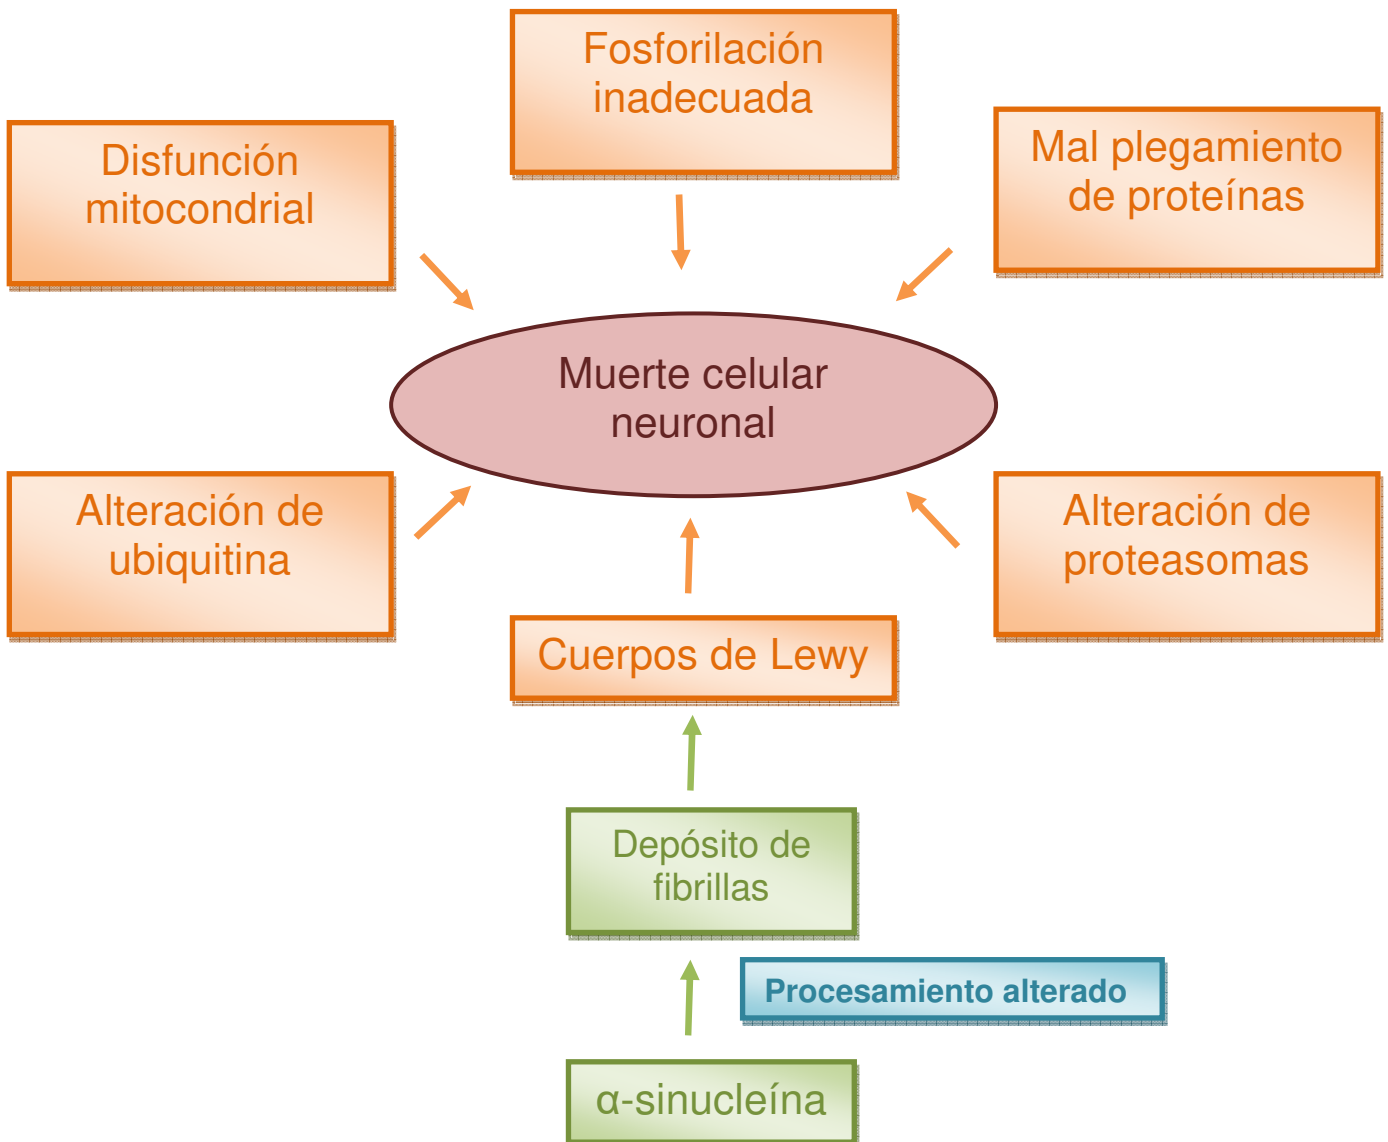 Fosforilación
inadecuada
Disfunción
mitocondrial
Mal plegamiento
de proteínas
Muerte celular
neuronal
Alteración de
ubiquitina
Alteración de
proteasomas
Cuerpos de Lewy
Depósito de
fibrillas
Procesamiento alterado
α-sinucleína